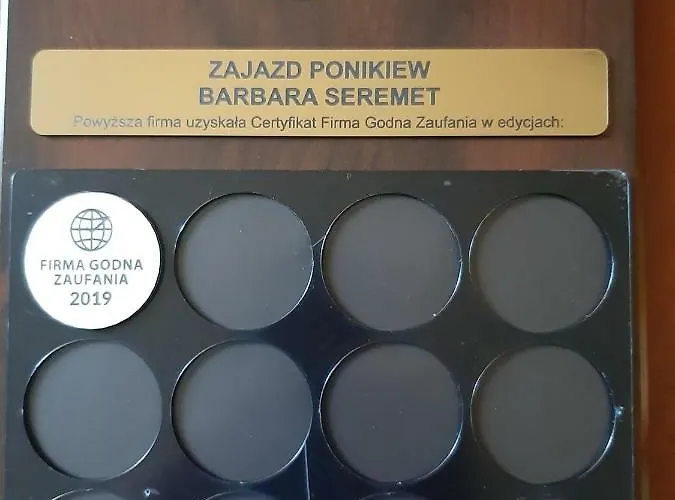 ZAJAZD PONIKIEW
BARBARA SEREMET
Powyższa firma uzyskała Certyfikat Firma Godna Zaufania w edycjach:
FIRMA GODNA
ZAUFANIA
2019